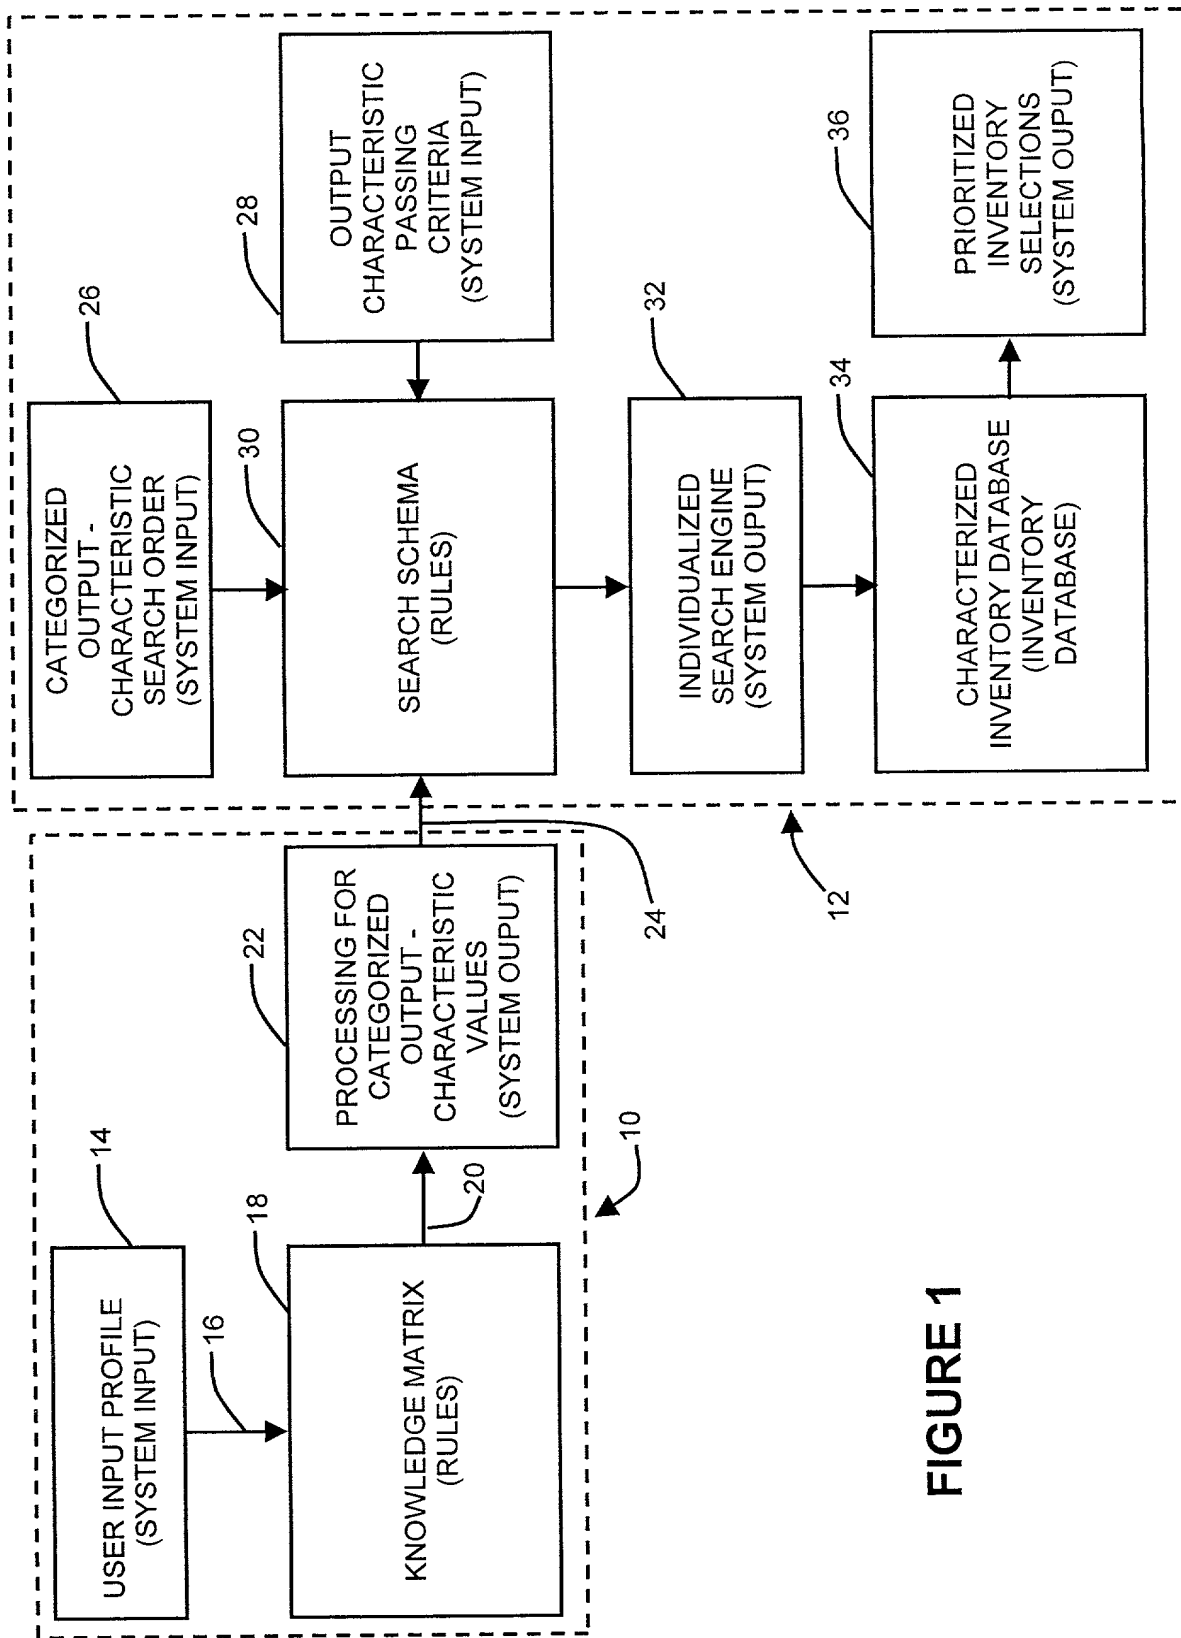 14
USER INPUT PROFILE
(SYSTEM INPUT)
16
18
KNOWLEDGE MATRIX
(RULES)
20
22
PROCESSING FOR
CATEGORIZED
OUTPUT -
CHARACTERISTIC
VALUES
(SYSTEM OUPUT)
10
24
12
26
CATEGORIZED
OUTPUT -
CHARACTERISTIC
SEARCH ORDER
(SYSTEM INPUT)
28
OUTPUT
CHARACTERISTIC
PASSING
CRITERIA
(SYSTEM INPUT)
30
SEARCH SCHEMA
(RULES)
32
INDIVIDUALIZED
SEARCH ENGINE
(SYSTEM OUPUT)
34
CHARACTERIZED
INVENTORY DATABASE
(INVENTORY
DATABASE)
36
PRIORITIZED
INVENTORY
SELECTIONS
(SYSTEM OUPUT)
FIGURE 1